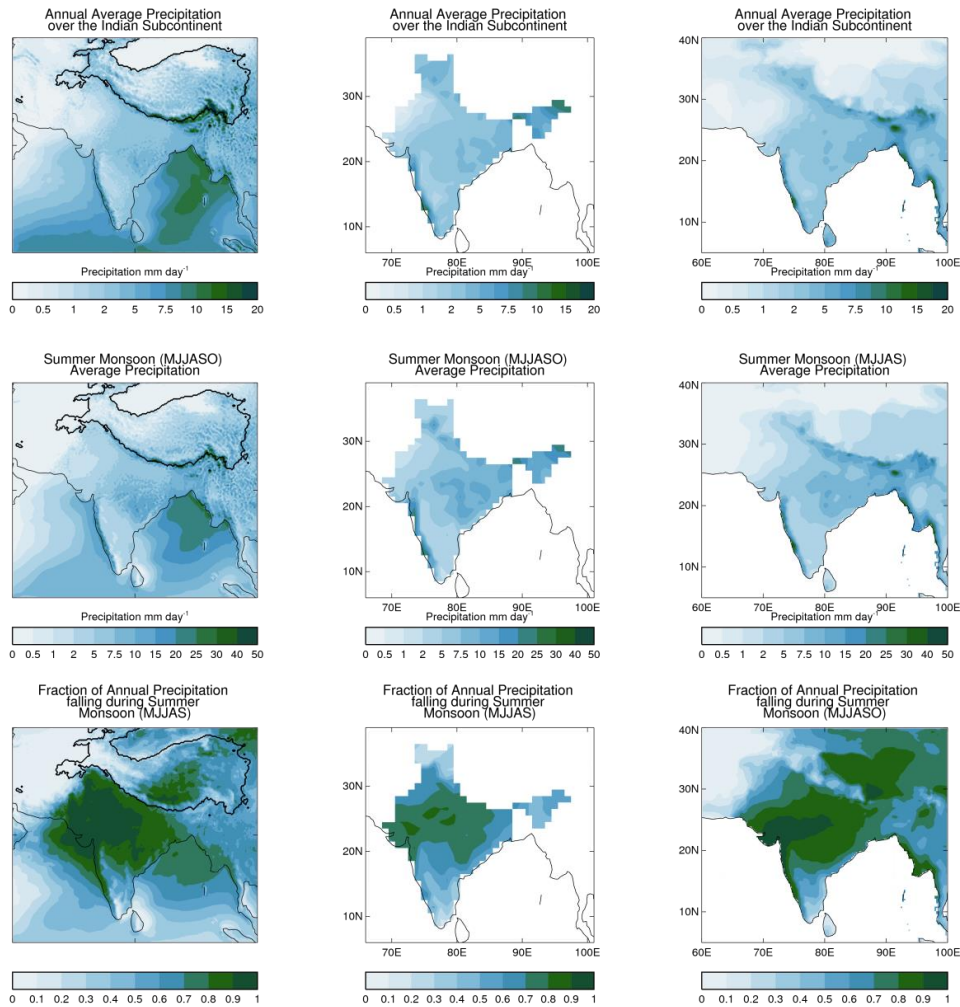 Annual Average Precipitation
over the Indian Subcontinent
Annual Average Precipitation
over the Indian Subcontinent
Annual Average Precipitation
over the Indian Subcontinent
30N
20N
10N
70E 80E 90E 100E
40N
30N
20N
10N
60E 70E 80E 90E 100E
Precipitation mm day⁻¹
0 0.5 1 2 5 7.5 10 15 20
Precipitation mm day⁻¹
0 0.5 1 2 5 7.5 10 15 20
Precipitation mm day⁻¹
0 0.5 1 2 5 7.5 10 15 20
Summer Monsoon (MJJASO)
Average Precipitation
Summer Monsoon (MJJASO)
Average Precipitation
Summer Monsoon (MJJAS)
Average Precipitation
30N
20N
10N
70E 80E 90E 100E
40N
30N
20N
10N
60E 70E 80E 90E 100E
Precipitation mm day⁻¹
0 0.5 1 2 5 7.5 10 15 20 25 30 40 50
Precipitation mm day⁻¹
0 0.5 1 2 5 7.5 10 15 20 25 30 40 50
Precipitation mm day⁻¹
0 0.5 1 2 5 7.5 10 15 20 25 30 40 50
Fraction of Annual Precipitation
falling during Summer
Monsoon (MJJAS)
Fraction of Annual Precipitation
falling during Summer
Monsoon (MJJAS)
Fraction of Annual Precipitation
falling during Summer
Monsoon (MJJASO)
30N
20N
10N
70E 80E 90E 100E
40N
30N
20N
10N
60E 70E 80E 90E 100E
0 0.1 0.2 0.3 0.4 0.5 0.6 0.7 0.8 0.9 1
0 0.1 0.2 0.3 0.4 0.5 0.6 0.7 0.8 0.9 1
0 0.1 0.2 0.3 0.4 0.5 0.6 0.7 0.8 0.9 1